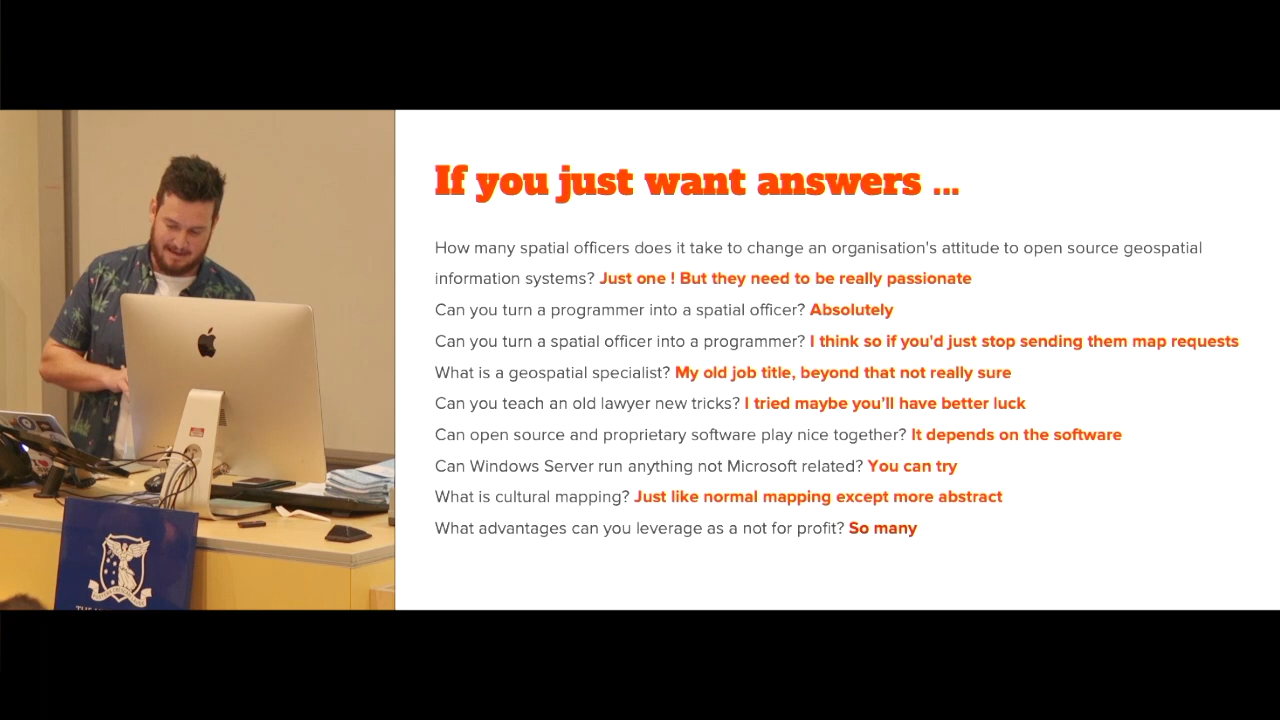 If you just want answers ...
How many spatial officers does it take to change an organisation's attitude to open source geospatial
information systems? Just one ! But they need to be really passionate
Can you turn a programmer into a spatial officer? Absolutely
Can you turn a spatial officer into a programmer? I think so if you'd just stop sending them map requests
What is a geospatial specialist? My old job title, beyond that not really sure
Can you teach an old lawyer new tricks? I tried maybe you'll have better luck
Can open source and proprietary software play nice together? It depends on the software
Can Windows Server run anything not Microsoft related? You can try
What is cultural mapping? Just like normal mapping except more abstract
What advantages can you leverage as a not for profit? So many